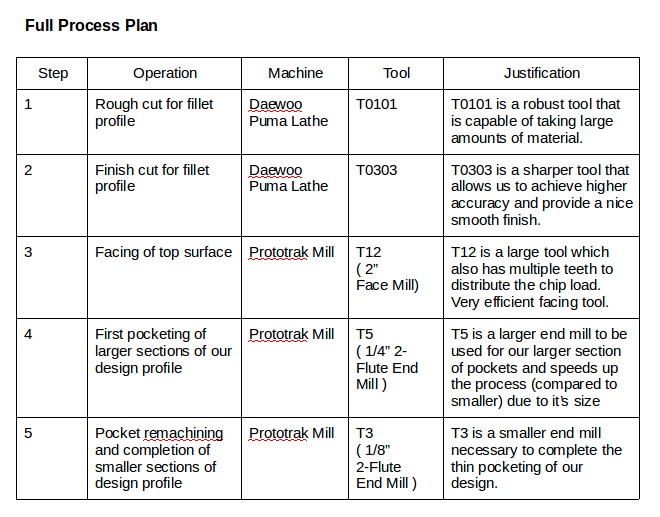 Full Process Plan
Step
Operation
Machine
Tool
Justification
1
Rough cut for fillet
profile
Daewoo
Puma Lathe
T0101
T0101 is a robust tool that
is capable of taking large
amounts of material.
2
Finish cut for fillet
profile
Daewoo
Puma Lathe
T0303
T0303 is a sharper tool that
allows us to achieve higher
accuracy and provide a nice
smooth finish.
3
Facing of top surface
Prototrak Mill
T12
( 2”
Face Mill)
T12 is a large tool which
also has multiple teeth to
distribute the chip load.
Very efficient facing tool.
4
First pocketing of
larger sections of our
design profile
Prototrak Mill
T5
( 1/4” 2-
Flute End
Mill )
T5 is a larger end mill to be
used for our larger section
of pockets and speeds up
the process (compared to
smaller) due to it’s size
5
Pocket remachining
and completion of
smaller sections of
design profile
Prototrak Mill
T3
( 1/8”
2-Flute
End Mill )
T3 is a smaller end mill
necessary to complete the
thin pocketing of our
design.